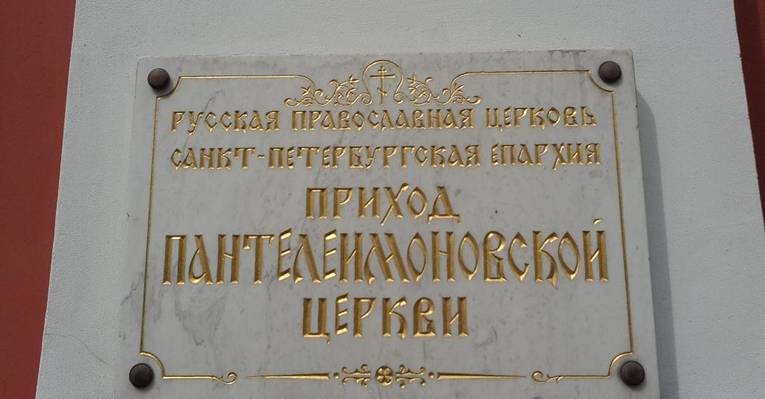 РУССКАЯ ПРАВОСЛАВНАЯ ЦЕРКОВЬ
САНКТ-ПЕТЕРБУРГСКАЯ ЕПАРХИЯ
ПРИХОД
ПАНТЕЛЕИМОНОВСКОЙ
ЦЕРКВИ